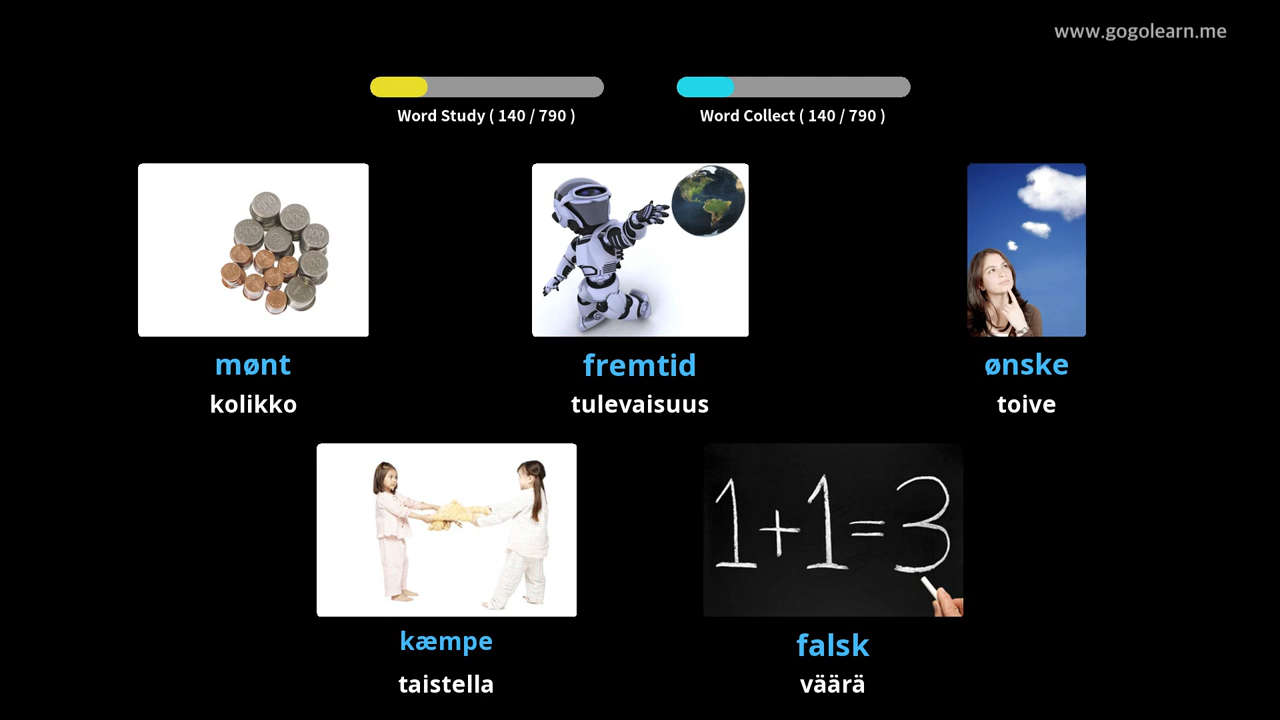 www.gogolearn.me
Word Study ( 140 / 790 )
Word Collect ( 140 / 790 )
mønt
kolikko
fremtid
tulevaisuus
ønske
toive
1+1=3
kæmpe
taistella
falsk
väärä